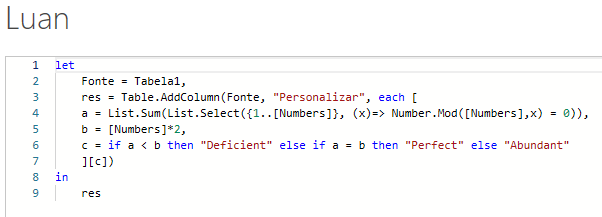 Luan
1 let
2 Fonte = Tabela1,
3 res = Table.AddColumn(Fonte, "Personalizar", each [
4 a = List.Sum(List.Select({1..[Numbers]}, (x)=> Number.Mod([Numbers],x) = 0)),
5 b = [Numbers]*2,
6 c = if a < b then "Deficient" else if a = b then "Perfect" else "Abundant"
7 ][c])
8 in
9 res